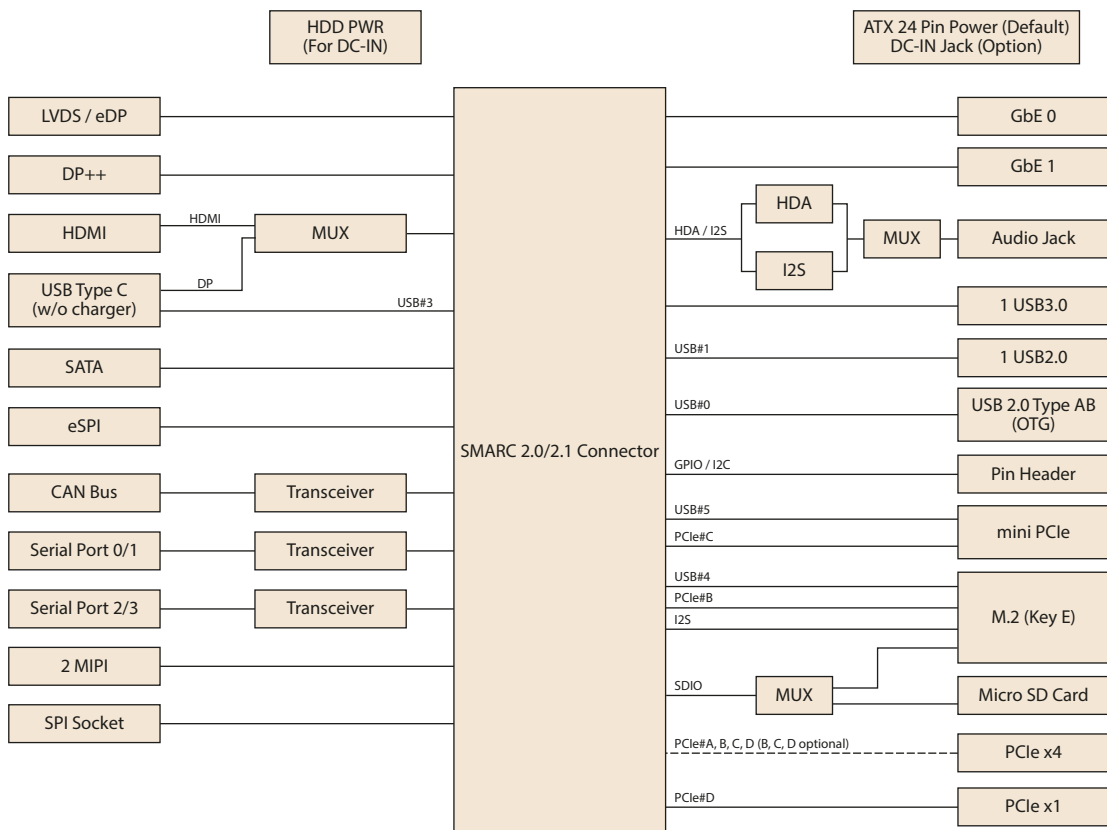 HDD PWR
(For DC-IN)
ATX 24 Pin Power (Default)
DC-IN Jack (Option)
LVDS / eDP
DP++
HDMI
HDMI
MUX
USB Type C
(w/o charger)
DP
USB#3
SATA
eSPI
CAN Bus
Transceiver
Serial Port 0/1
Transceiver
Serial Port 2/3
Transceiver
2 MIPI
SPI Socket
SMARC 2.0/2.1 Connector
GbE 0
GbE 1
HDA / I2S
HDA
I2S
MUX
Audio Jack
1 USB3.0
USB#1
1 USB2.0
USB#0
USB 2.0 Type AB
(OTG)
GPIO / I2C
Pin Header
USB#5
PCIe#C
mini PCIe
USB#4
PCIe#B
I2S
M.2 (Key E)
SDIO
MUX
Micro SD Card
PCIe#A, B, C, D (B, C, D optional)
PCIe x4
PCIe#D
PCIe x1